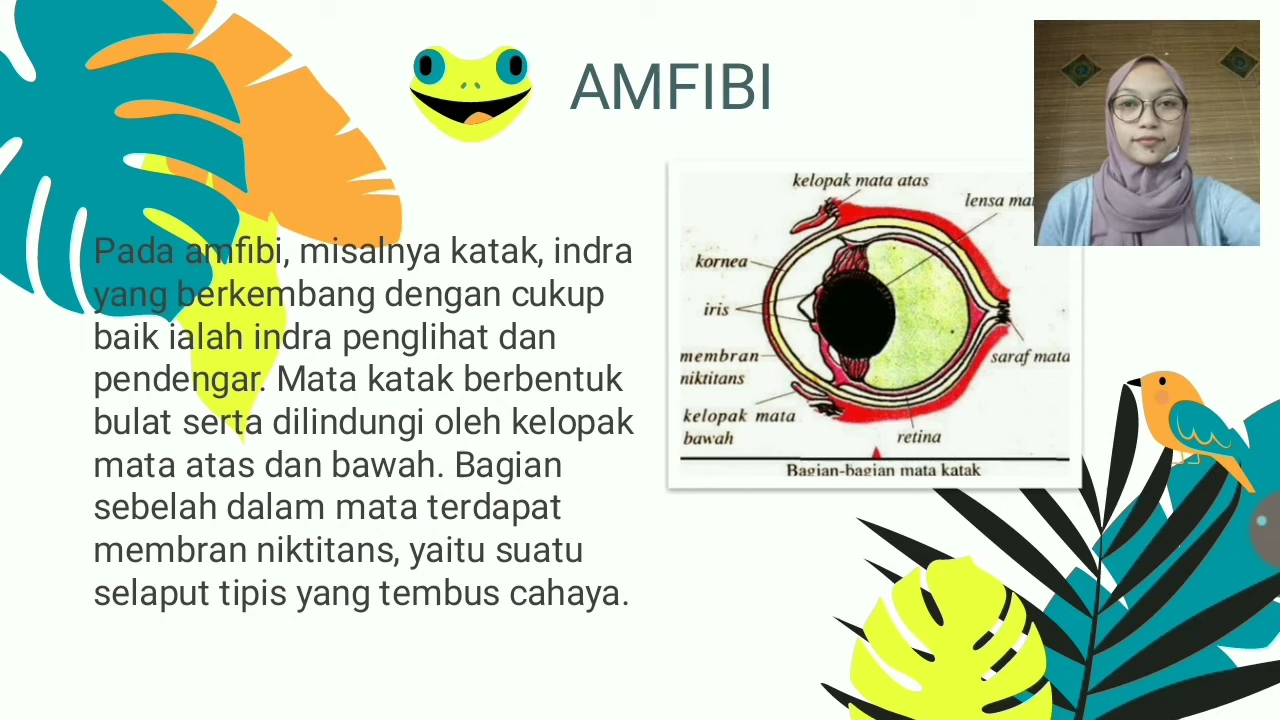 AMFIBI
Pada amfibi, misalnya katak, indra
yang berkembang dengan cukup
baik ialah indra penglihat dan
pendengar. Mata katak berbentuk
bulat serta dilindungi oleh kelopak
mata atas dan bawah. Bagian
sebelah dalam mata terdapat
membran niktitans, yaitu suatu
selaput tipis yang tembus cahaya.
kelopak mata atas
lensa
kornea
iris
membran
niktitans
saraf mata
kelopak mata
bawah
retina
Bagian-bagian mata katak